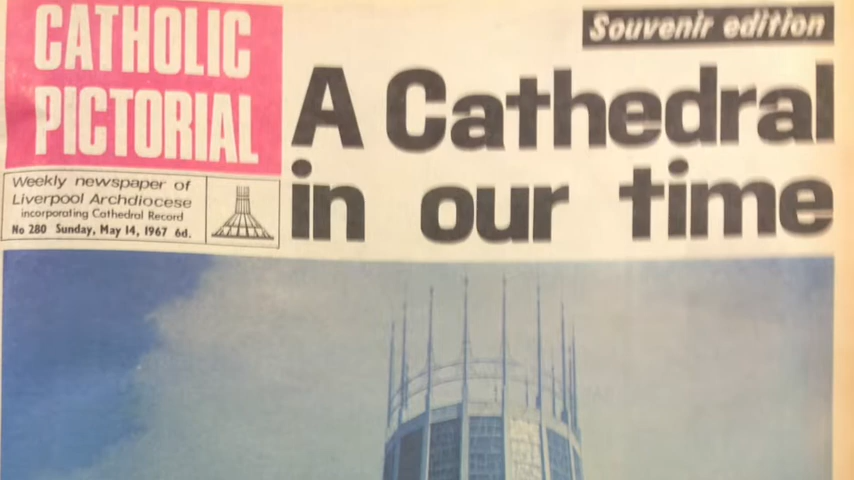 CATHOLIC
PICTORIAL
Weekly newspaper of
Liverpool Archdiocese
incorporating Cathedral Record
No 280 Sunday, May 14, 1967 6d.
Souvenir edition
A Cathedral
in our time